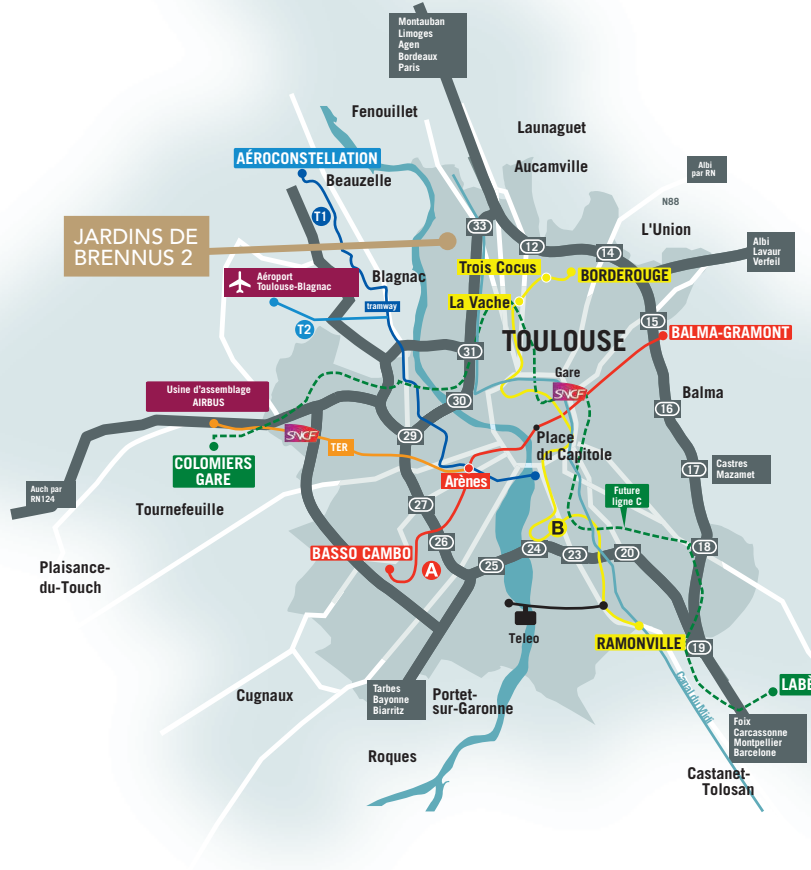 Montauban
Limoges
Agen
Bordeaux
Paris
Fenouillet
Launaguet
AÉROCONSTELLATION
Beauzelle
Aucamville
Albi
par RN
N88
T1
33
L'Union
JARDINS DE
BRENNUS 2
12
14
Albi
Lavaur
Verfeil
Trois Cocus
BORDEROUGE
Blagnac
Aéroport
Toulouse-Blagnac
La Vache
tramway
T2
15
TOULOUSE
BALMA-GRAMONT
31
Gare
SNCF
Balma
Usine d'assemblage
AIRBUS
30
16
SNCF
29
TER
Place
du Capitole
COLOMIERS
GARE
Arènes
17
Castres
Mazamet
Auch par
RN124
Tournefeuille
27
Future
ligne C
B
26
18
BASSO CAMBO
A
25
24
23
20
Plaisance-
du-Touch
Teleo
RAMONVILLE
19
Canal du Midi
LABÈ
Cugnaux
Tarbes
Bayonne
Biarritz
Portet-
sur-Garonne
Foix
Carcassonne
Montpellier
Barcelone
Roques
Castanet-
Tolosan